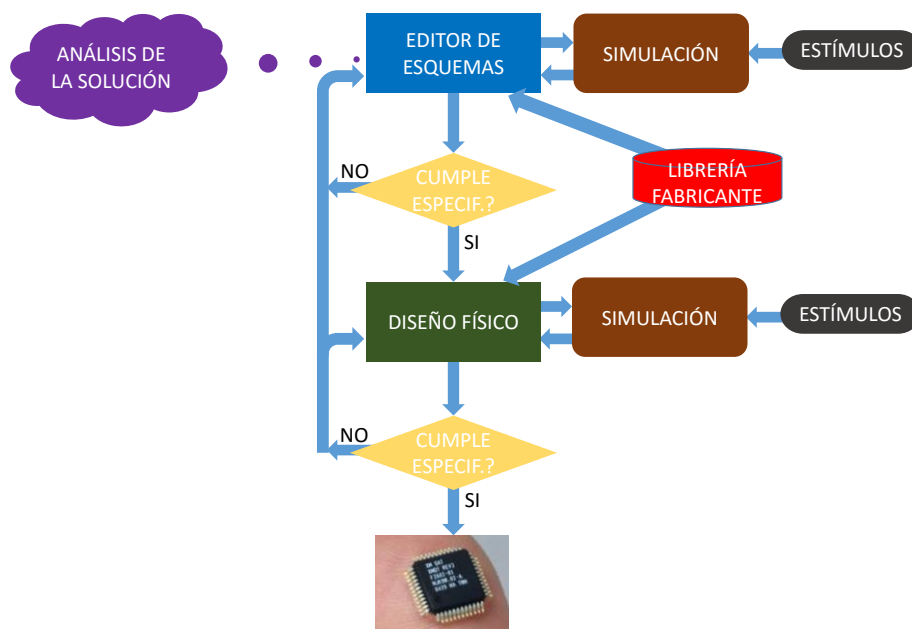 ANÁLISIS DE
LA SOLUCIÓN
EDITOR DE
ESQUEMAS
SIMULACIÓN
ESTÍMULOS
NO
CUMPLE
ESPECIF.?
LIBRERÍA
FABRICANTE
SI
DISEÑO FÍSICO
SIMULACIÓN
ESTÍMULOS
NO
CUMPLE
ESPECIF.?
SI